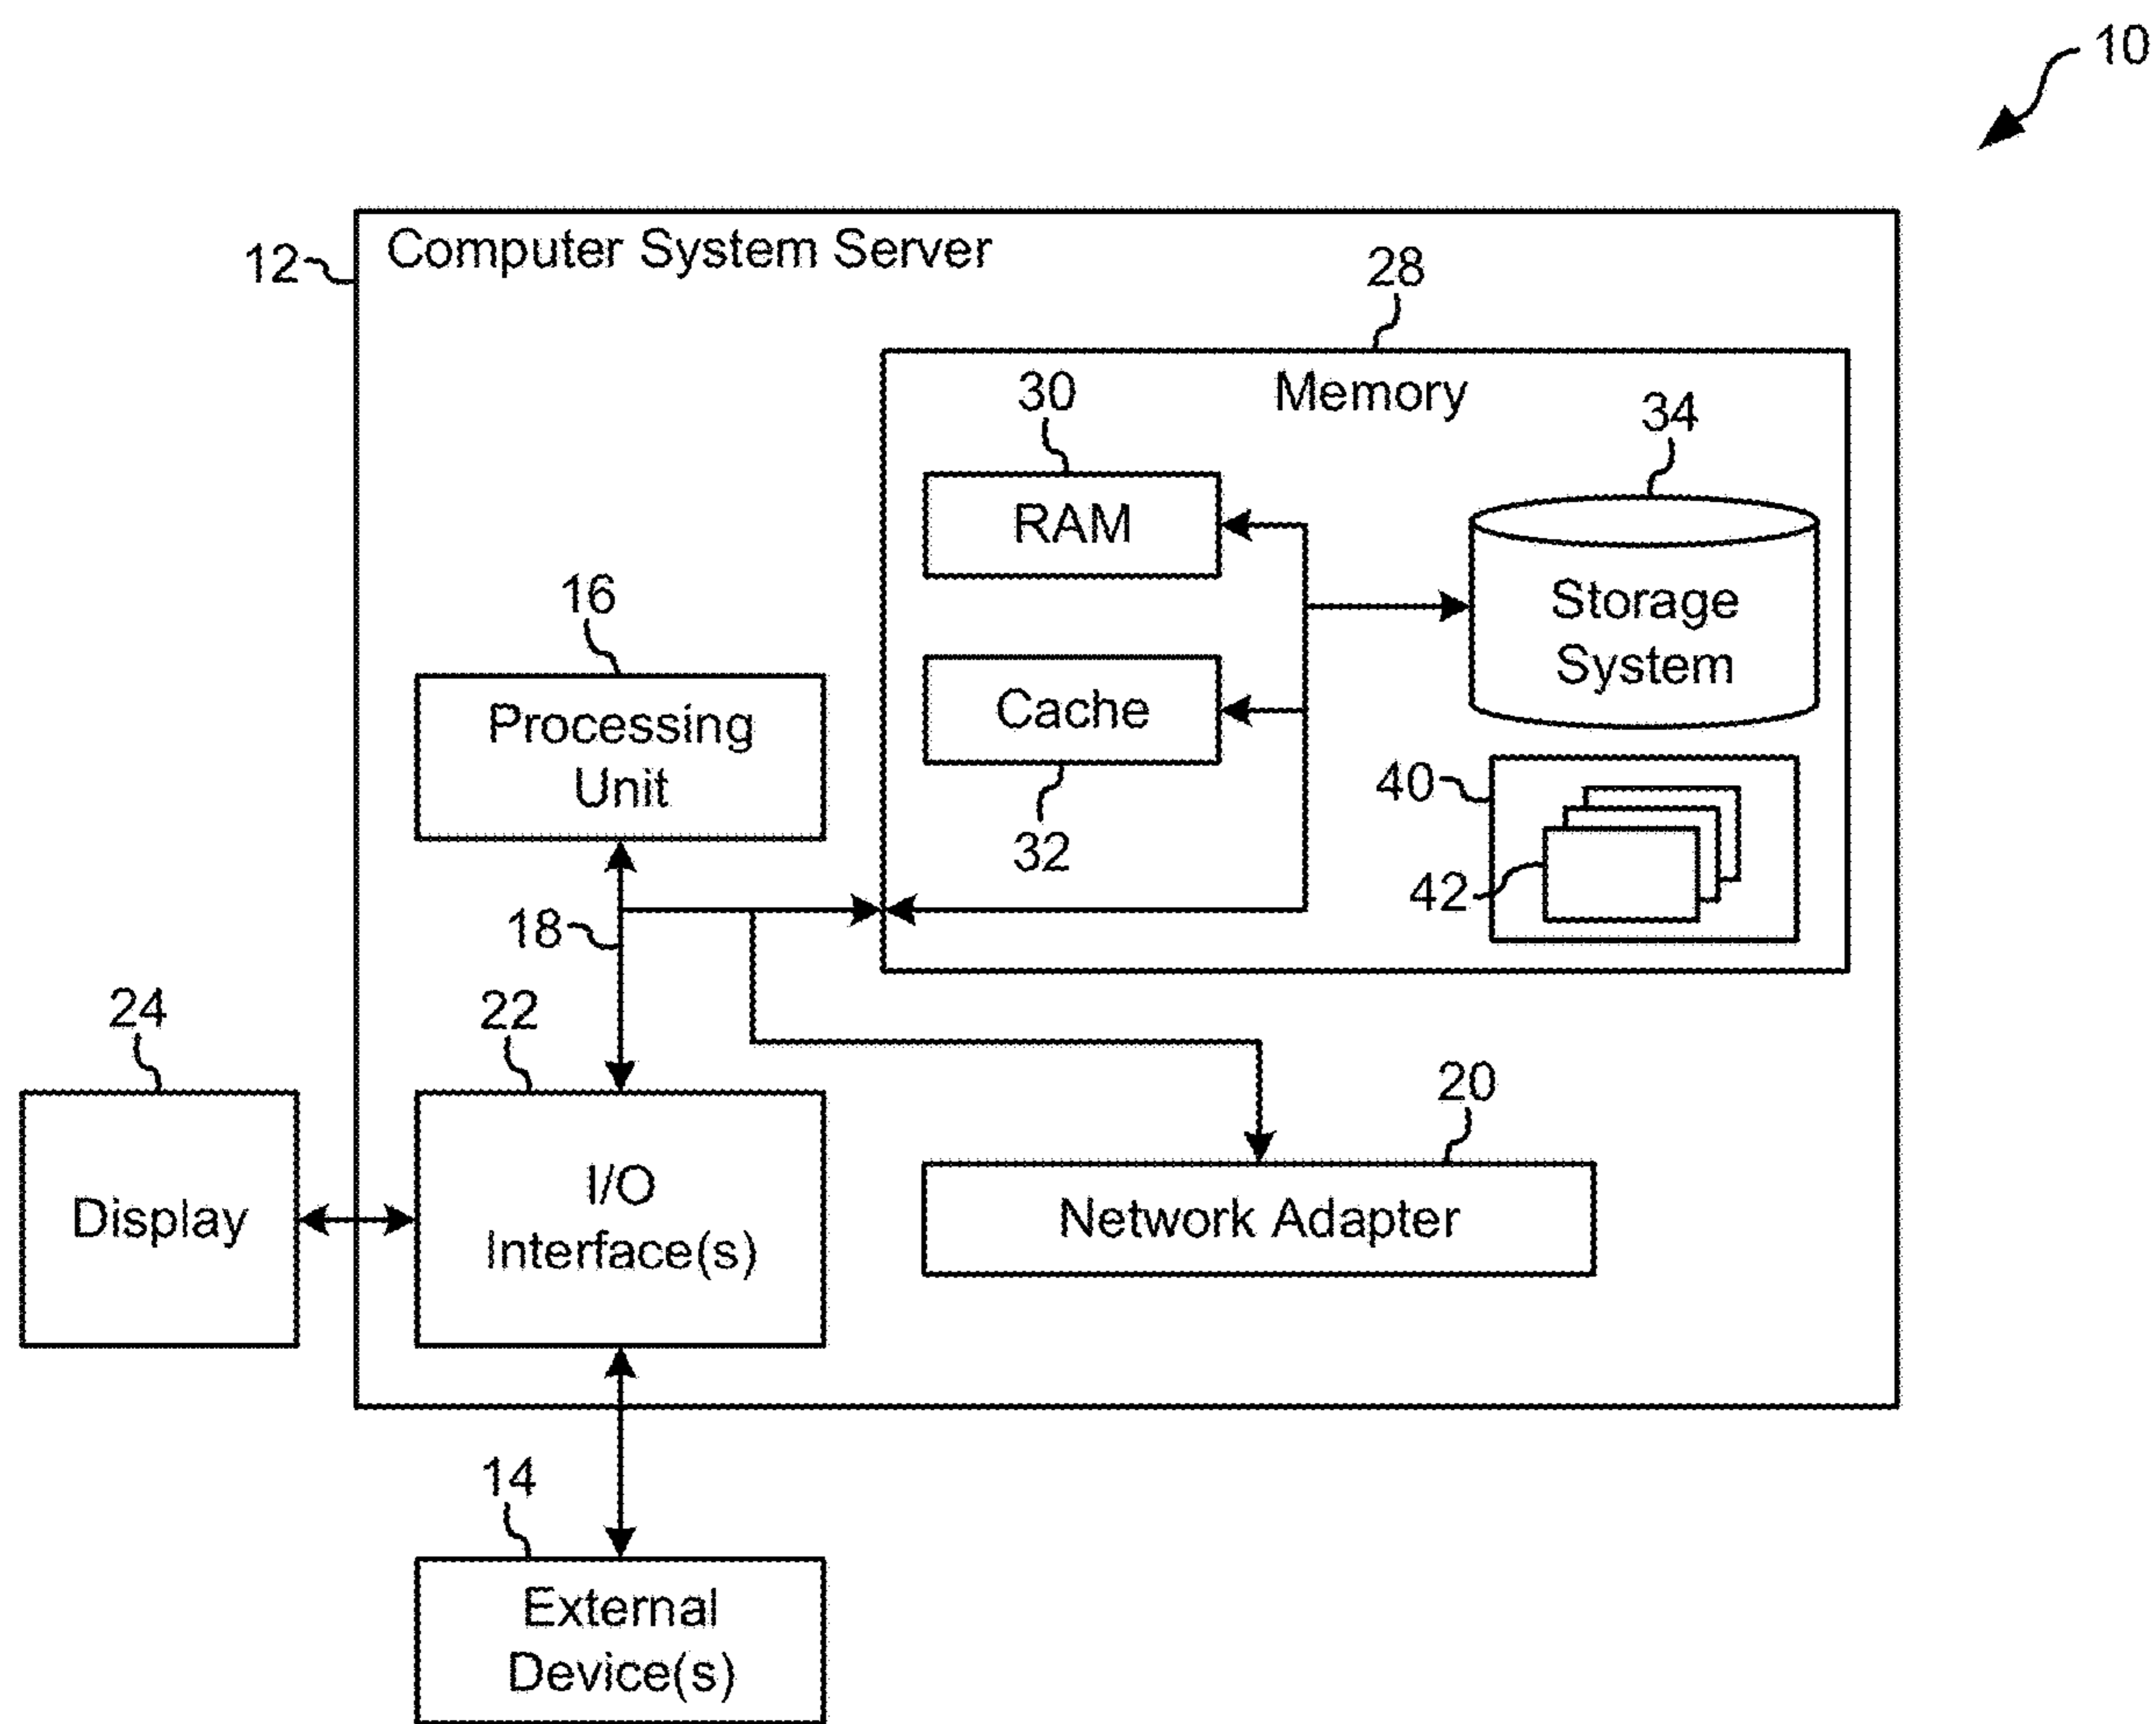 10
12
Computer System Server
28
Memory
30
RAM
34
Storage
System
16
Processing
Unit
Cache
32
40
42
18
24
22
Display
I/O
Interface(s)
20
Network Adapter
14
External
Device(s)